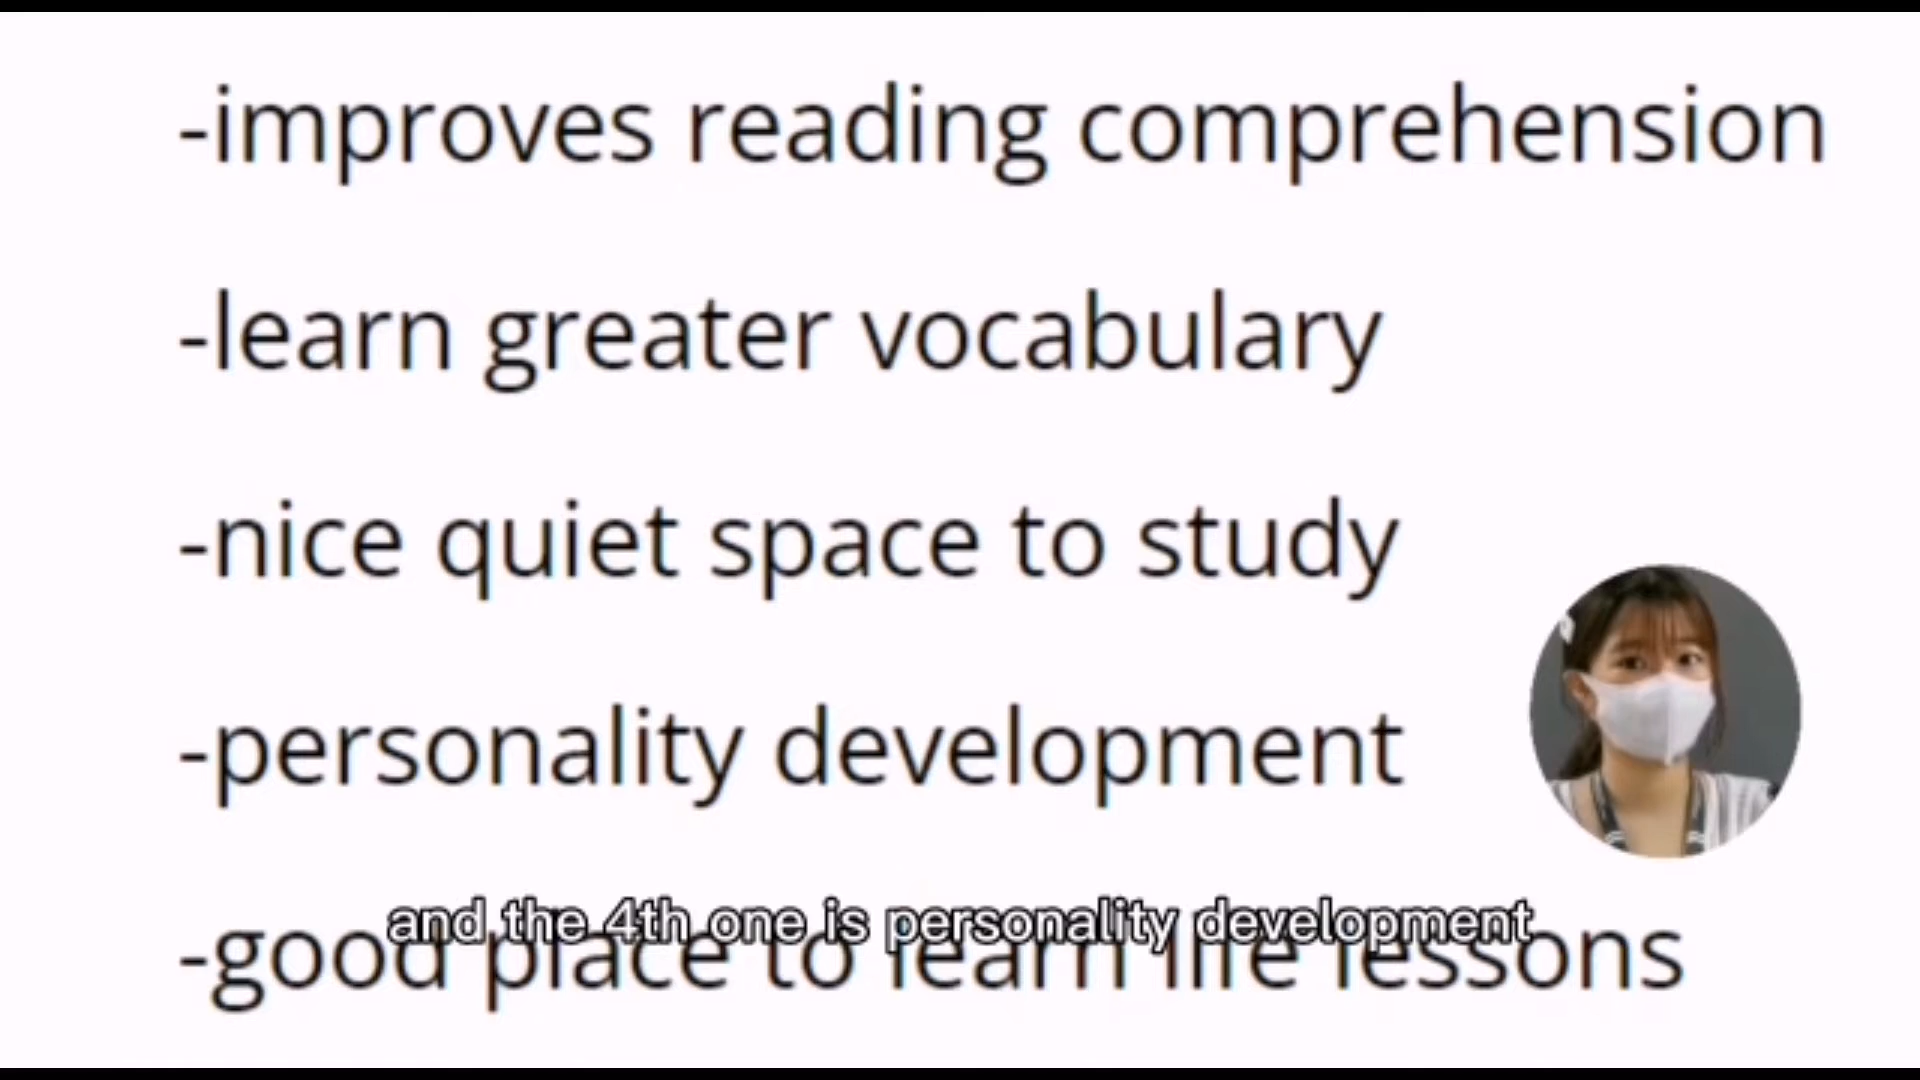 -improves reading comprehension
-learn greater vocabulary
-nice quiet space to study
-personality development
and the 4th one is personality development
-good place to learn life lessons